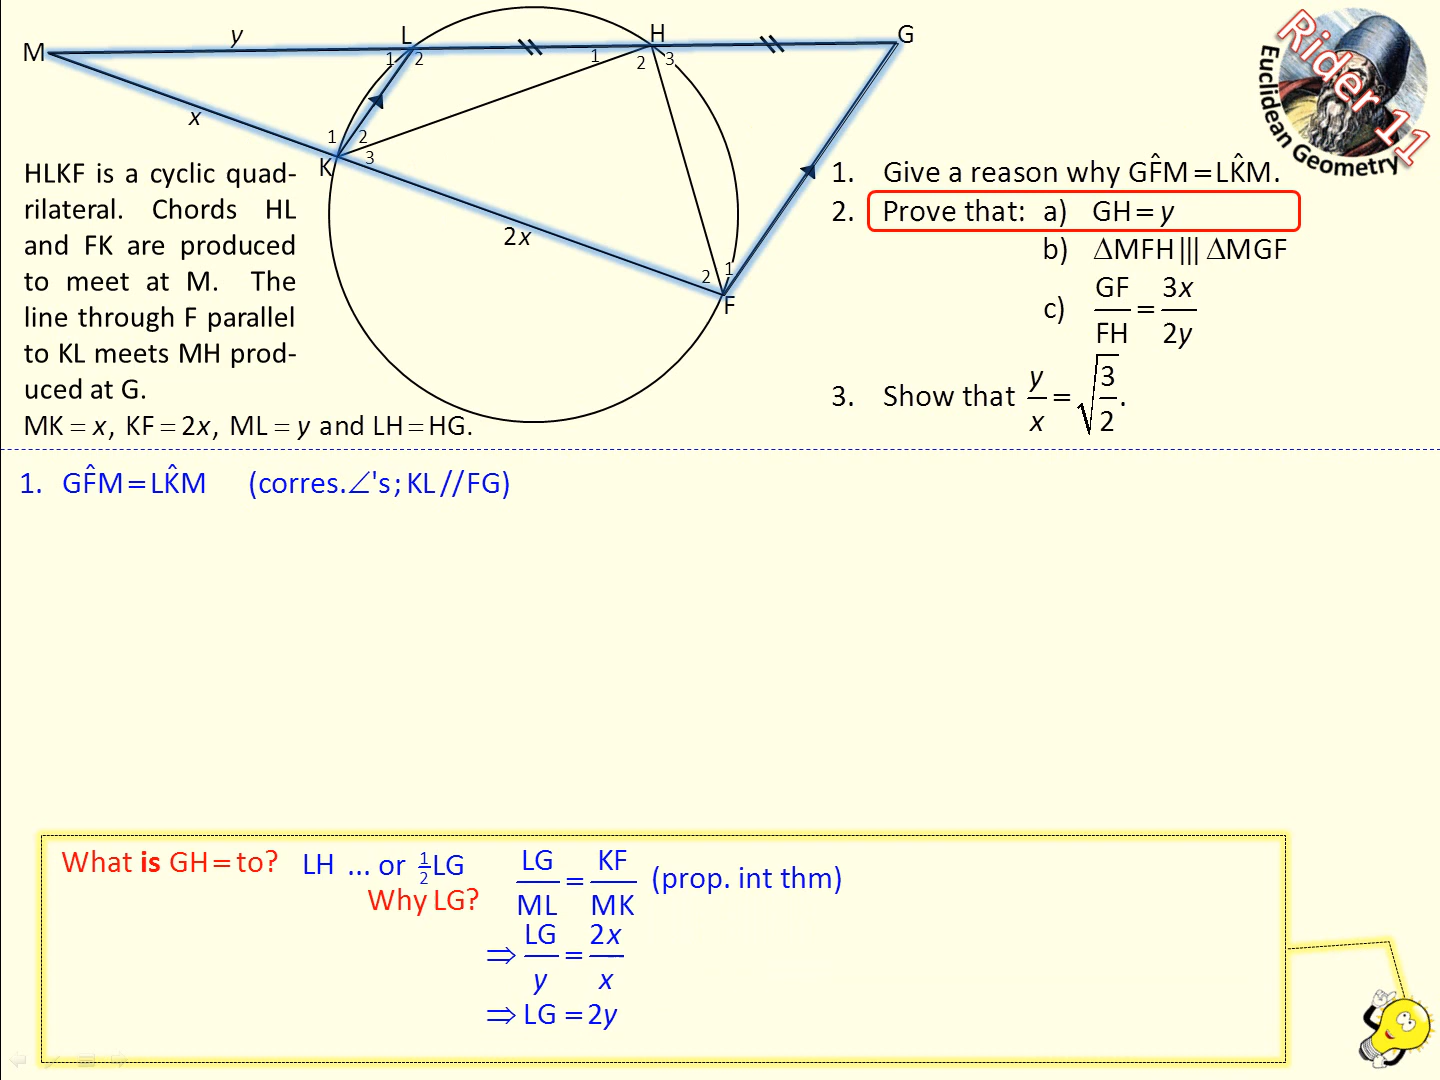 M
y
L
H
G
1
2
1
2
3
x
1
2
3
K
2x
2
1
F
Rider 11
Euclidean Geometry
HLKF is a cyclic quad-
rilateral. Chords HL
and FK are produced
to meet at M. The
line through F parallel
to KL meets MH prod-
uced at G.
MK = x, KF = 2x, ML = y and LH = HG.
1. Give a reason why GF̂M = LK̂M.
2. Prove that: a) GH = y
b) ΔMFH ||| ΔMGF
c) GF/FH = 3x/2y
3. Show that y/x = √(3/2).
1. GF̂M = LK̂M (corres.∠'s; KL // FG)
What is GH = to? LH ... or ½LG LG/ML = KF/MK (prop. int thm)
Why LG?
⇒ LG/y = 2x/x
⇒ LG = 2y